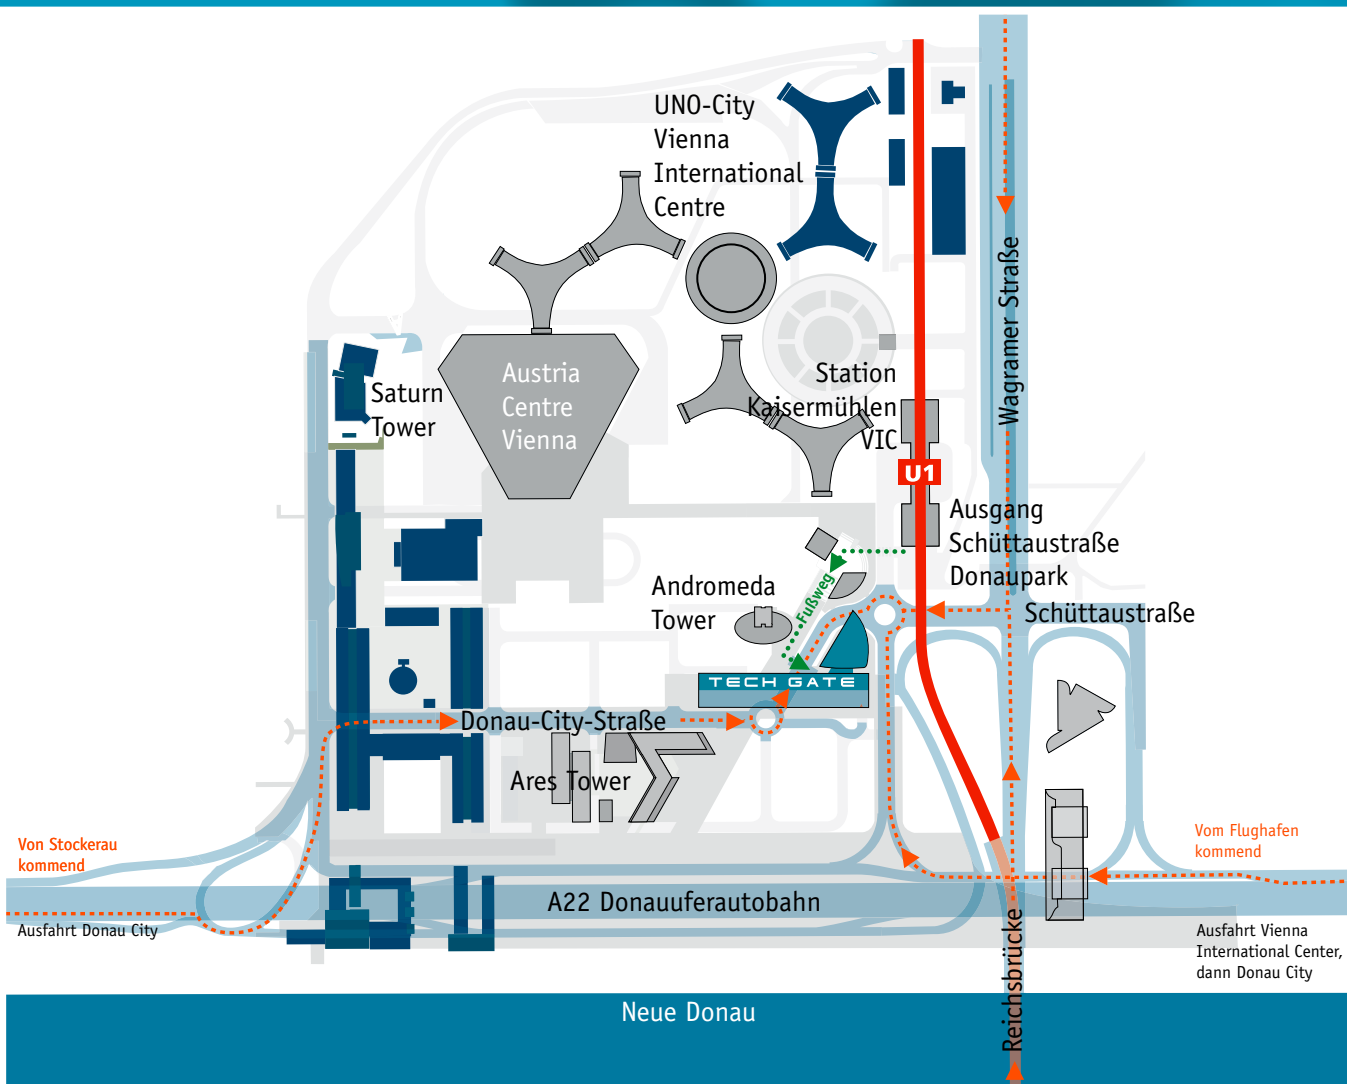 UNO-City
Vienna
International
Centre
Wagramer Straße
Austria
Centre
Vienna
Saturn
Tower
Station
Kaisermühlen
VIC
U1
Ausgang
Schüttaustraße
Donaupark
Andromeda
Tower
Fußweg
Schüttaustraße
TECH GATE
Donau-City-Straße
Ares Tower
Von Stockerau
kommend
Vom Flughafen
kommend
A22 Donauuferautobahn
Ausfahrt Donau City
Ausfahrt Vienna
International Center,
dann Donau City
Reichsbrücke
Neue Donau